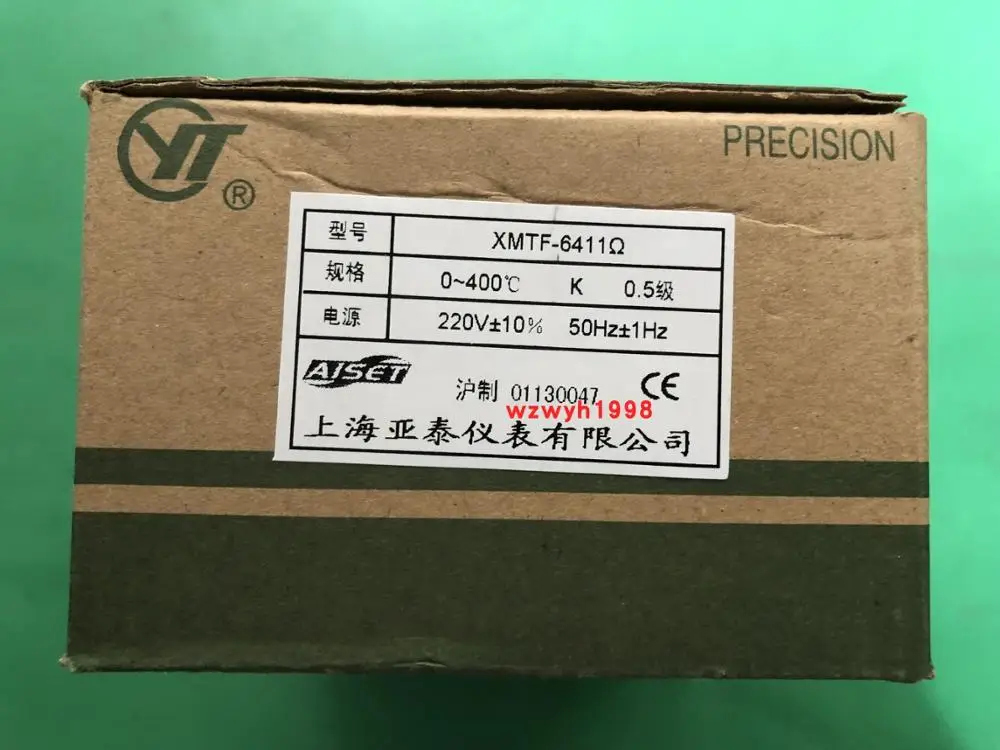 YT ®
PRECISION
型号 XMTF-6411Ω
规格 0~400℃ K 0.5级
电源 220V±10% 50Hz±1Hz
AISET 沪制 01130047 CE
wzwyh1998
上海亚泰仪表有限公司